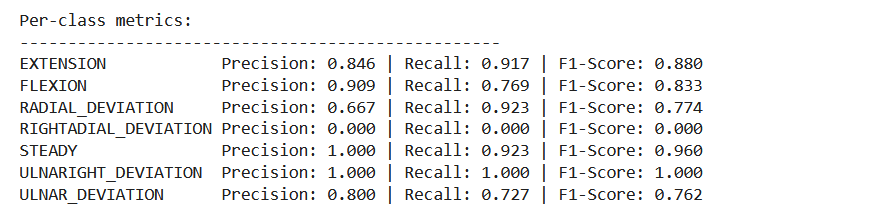 Per-class metrics:
--------------------------------------------------
EXTENSION            Precision: 0.846 | Recall: 0.917 | F1-Score: 0.880
FLEXION              Precision: 0.909 | Recall: 0.769 | F1-Score: 0.833
RADIAL_DEVIATION     Precision: 0.667 | Recall: 0.923 | F1-Score: 0.774
RIGHTADIAL_DEVIATION Precision: 0.000 | Recall: 0.000 | F1-Score: 0.000
STEADY               Precision: 1.000 | Recall: 0.923 | F1-Score: 0.960
ULNARIGHT_DEVIATION  Precision: 1.000 | Recall: 1.000 | F1-Score: 1.000
ULNAR_DEVIATION      Precision: 0.800 | Recall: 0.727 | F1-Score: 0.762